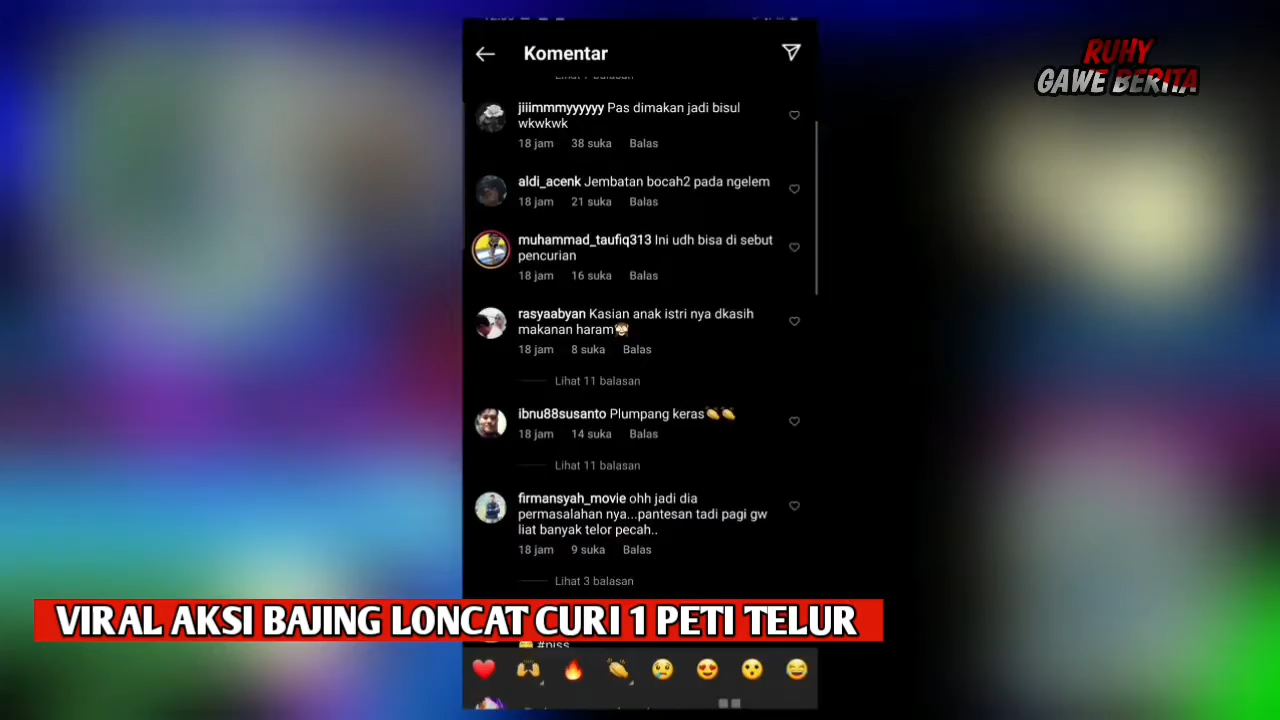 Komentar
RUHY
GAWE BERITA
jiiimmmyyyyyy Pas dimakan jadi bisul
wkwkwk
18 jam 38 suka Balas
aldi_acenk Jembatan bocah2 pada ngelem
18 jam 21 suka Balas
muhammad_taufiq313 Ini udh bisa di sebut
pencurian
18 jam 16 suka Balas
rasyaabyan Kasian anak istri nya dkasih
makanan haram🙈
18 jam 8 suka Balas
Lihat 11 balasan
ibnu88susanto Plumpang keras👏👏
18 jam 14 suka Balas
Lihat 11 balasan
firmansyah_movie ohh jadi dia
permasalahan nya...pantesan tadi pagi gw
liat banyak telor pecah..
18 jam 9 suka Balas
Lihat 3 balasan
VIRAL AKSI BAJING LONCAT CURI 1 PETI TELUR
#piss